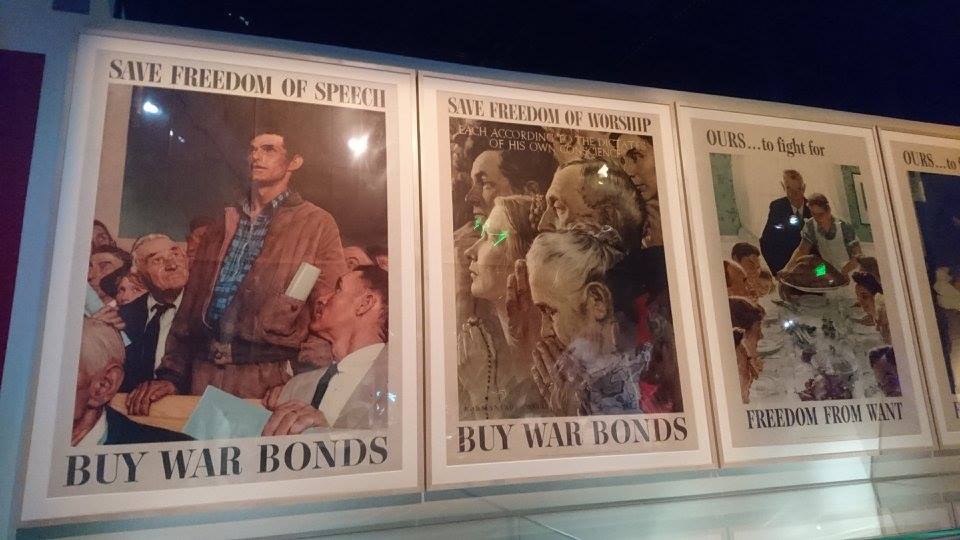 SAVE FREEDOM OF SPEECH
BUY WAR BONDS
SAVE FREEDOM OF WORSHIP
EACH ACCORDING TO THE DICTATES
OF HIS OWN CONSCIENCE
BUY WAR BONDS
OURS...to fight for
FREEDOM FROM WANT
OURS...to